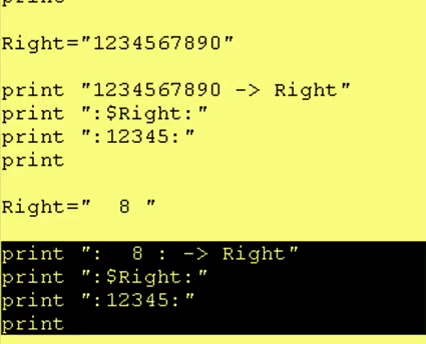 print
Right="1234567890"
print "1234567890 -> Right"
print ":$Right:"
print ":12345:"
print
Right="  8 "
print ":  8 : -> Right"
print ":$Right:"
print ":12345:"
print